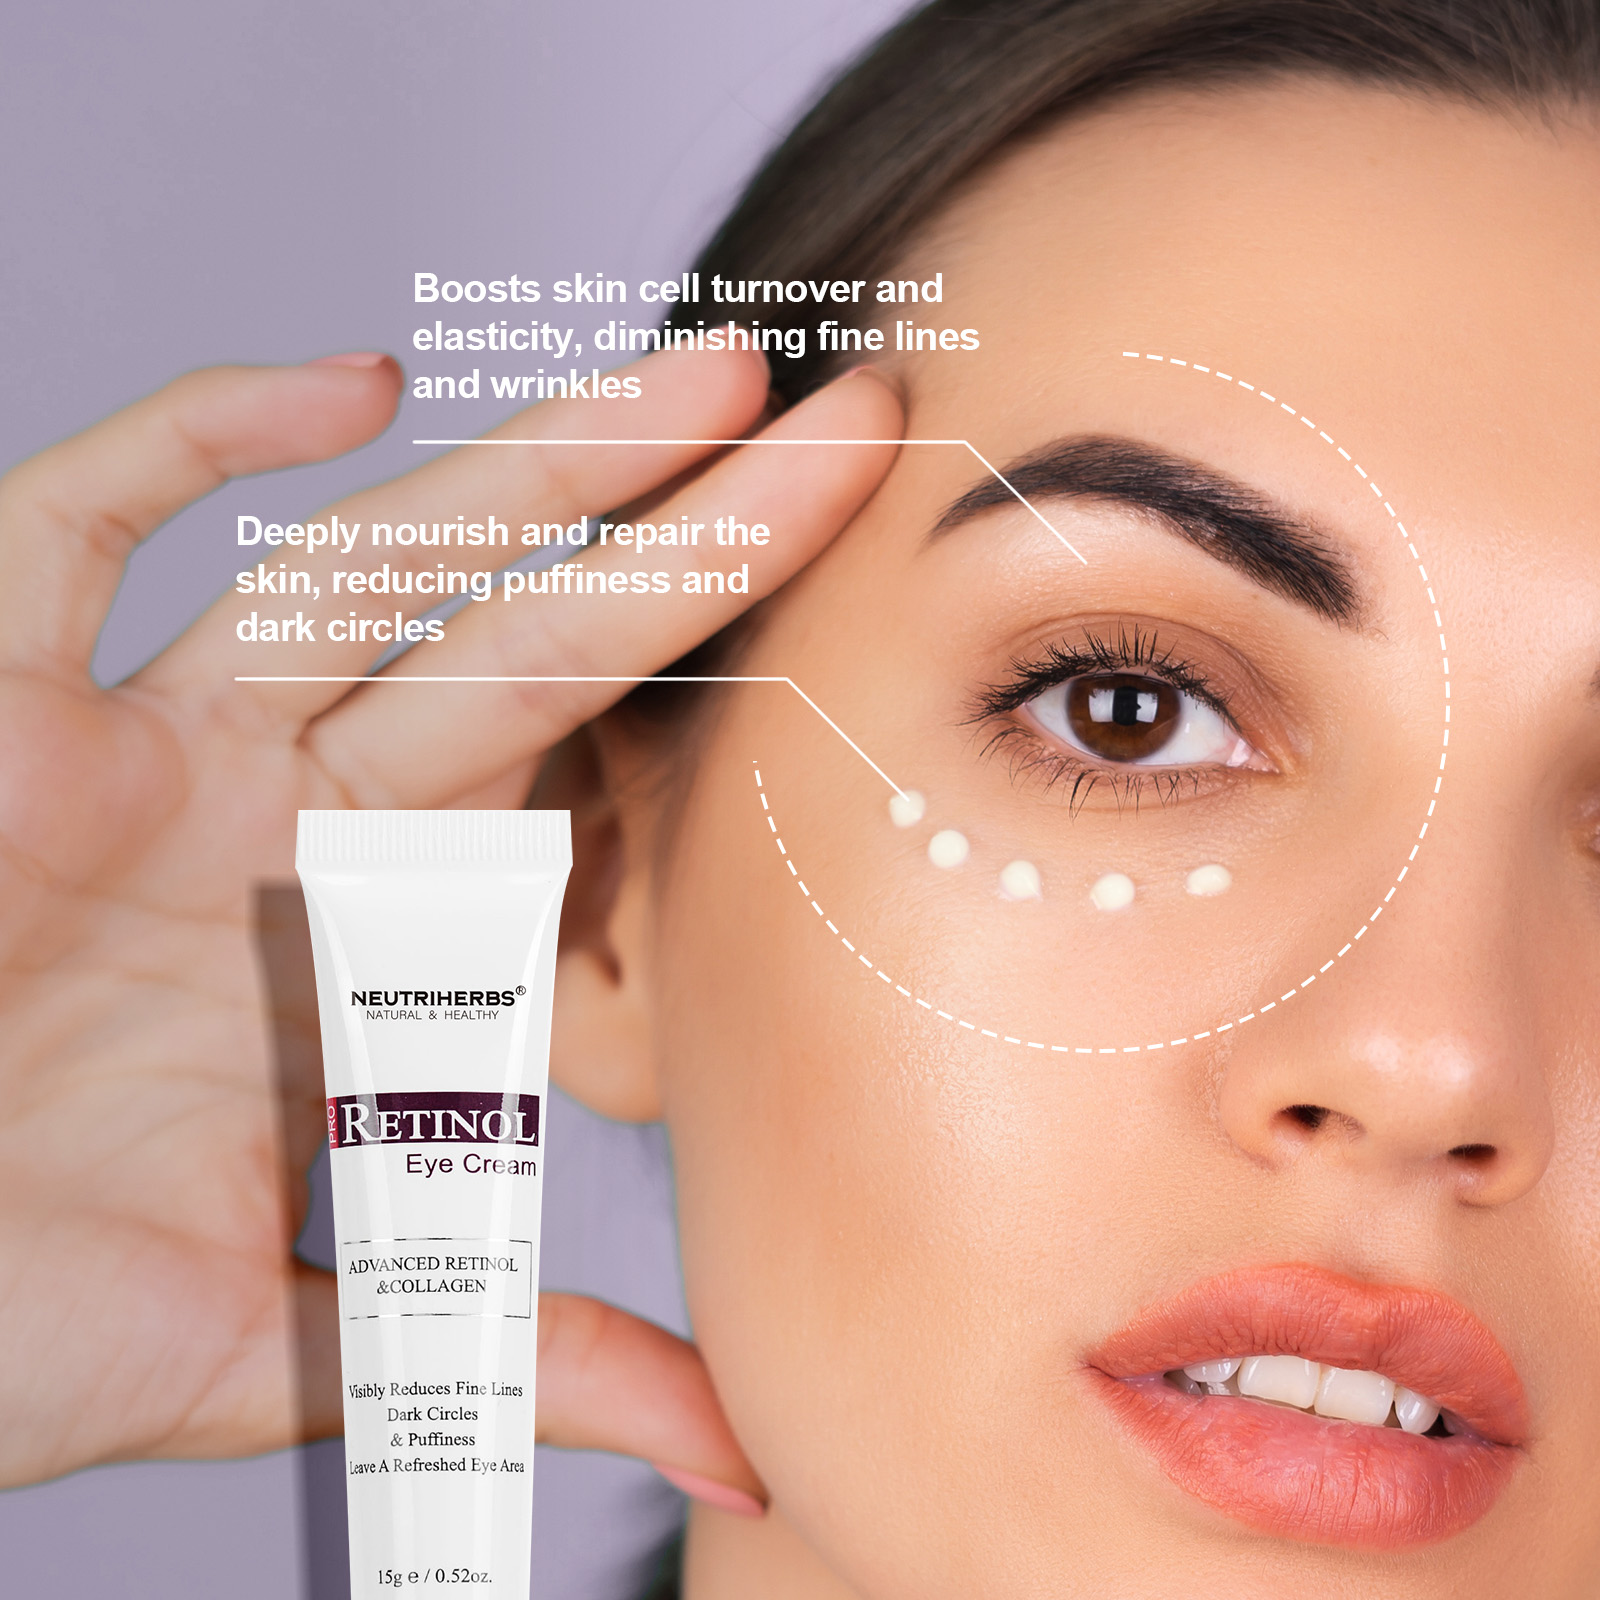 Boosts skin cell turnover and
elasticity, diminishing fine lines
and wrinkles
Deeply nourish and repair the
skin, reducing puffiness and
dark circles
NEUTRIHERBS®
NATURAL & HEALTHY
PRO RETINOL
Eye Cream
ADVANCED RETINOL
&COLLAGEN
Visibly Reduces Fine Lines
Dark Circles
& Puffiness
Leave A Refreshed Eye Area
15g e / 0.52oz.